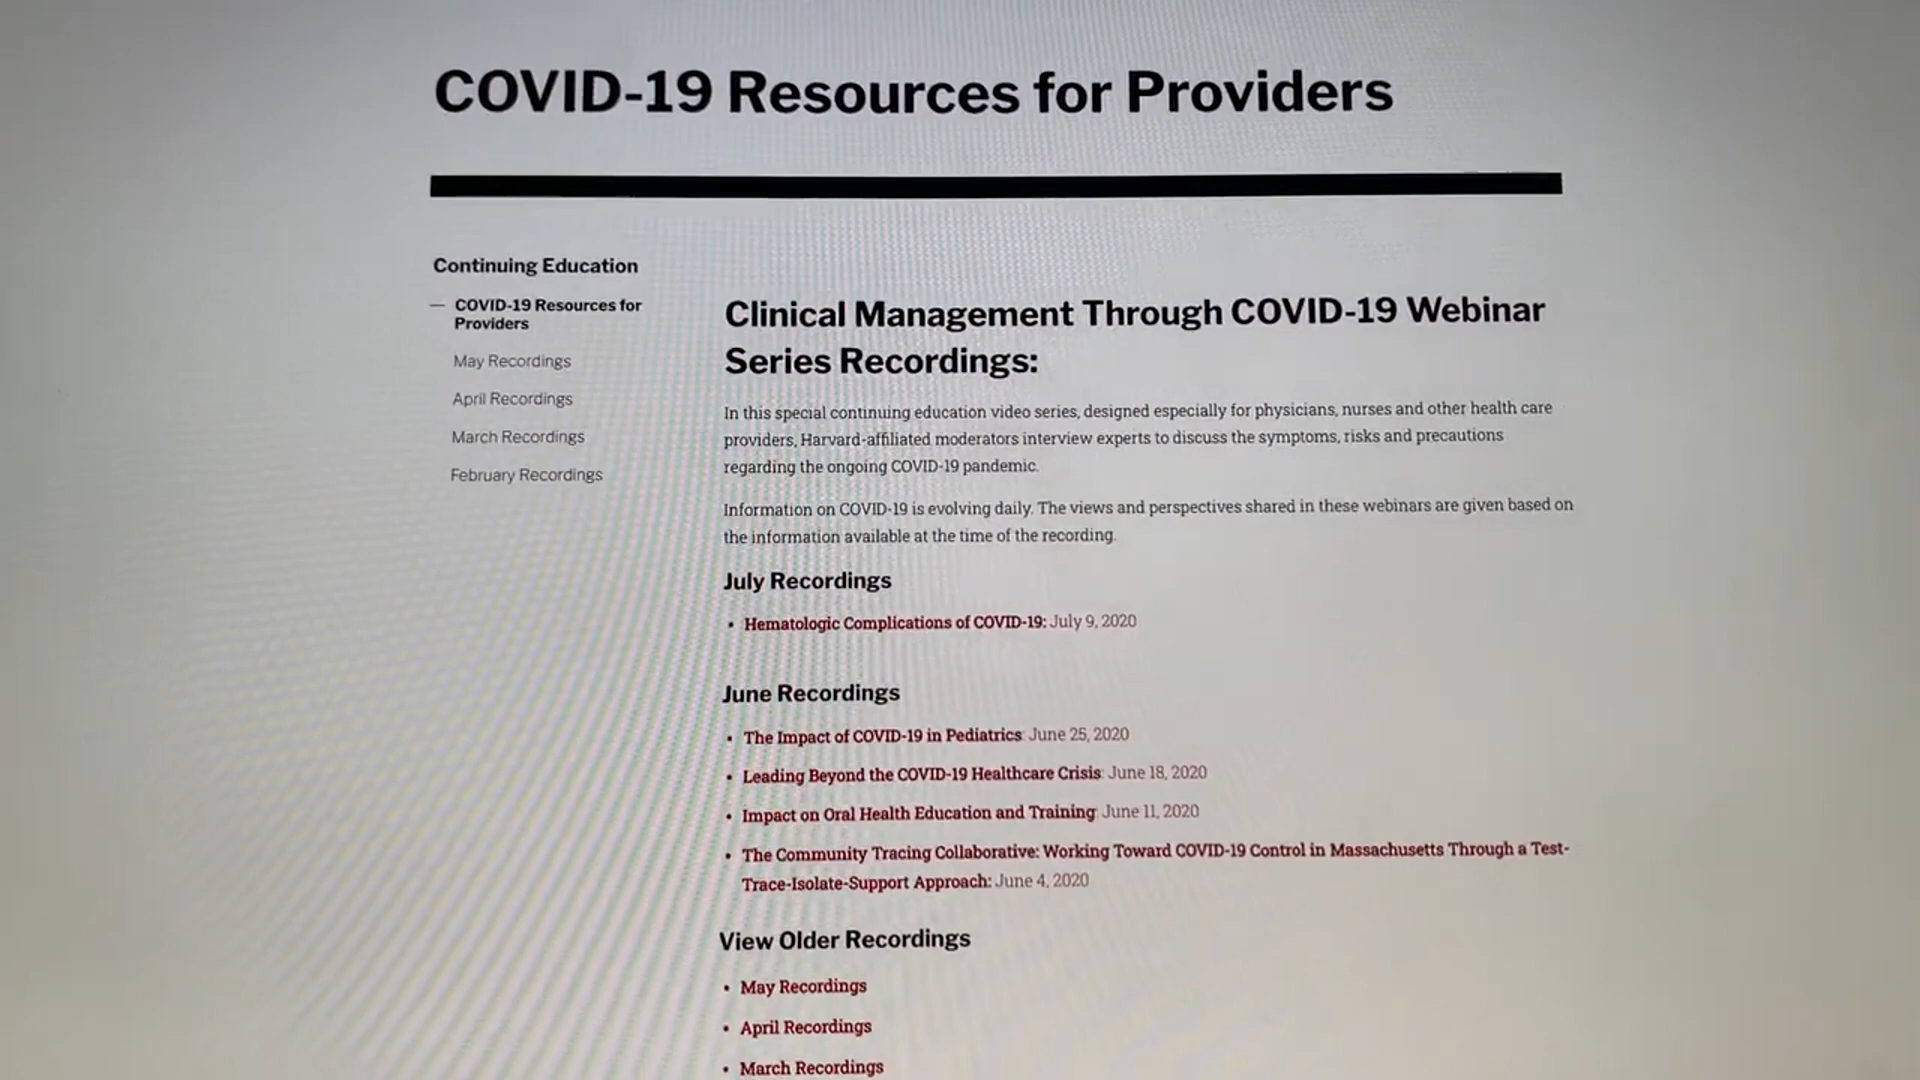 COVID-19 Resources for Providers
Continuing Education
— COVID-19 Resources for
Providers
May Recordings
April Recordings
March Recordings
February Recordings
Clinical Management Through COVID-19 Webinar
Series Recordings:
In this special continuing education video series, designed especially for physicians, nurses and other health care
providers, Harvard-affiliated moderators interview experts to discuss the symptoms, risks and precautions
regarding the ongoing COVID-19 pandemic.
Information on COVID-19 is evolving daily. The views and perspectives shared in these webinars are given based on
the information available at the time of the recording.
July Recordings
• Hematologic Complications of COVID-19: July 9, 2020
June Recordings
• The Impact of COVID-19 in Pediatrics: June 25, 2020
• Leading Beyond the COVID-19 Healthcare Crisis: June 18, 2020
• Impact on Oral Health Education and Training: June 11, 2020
• The Community Tracing Collaborative: Working Toward COVID-19 Control in Massachusetts Through a Test-
Trace-Isolate-Support Approach: June 4, 2020
View Older Recordings
• May Recordings
• April Recordings
• March Recordings